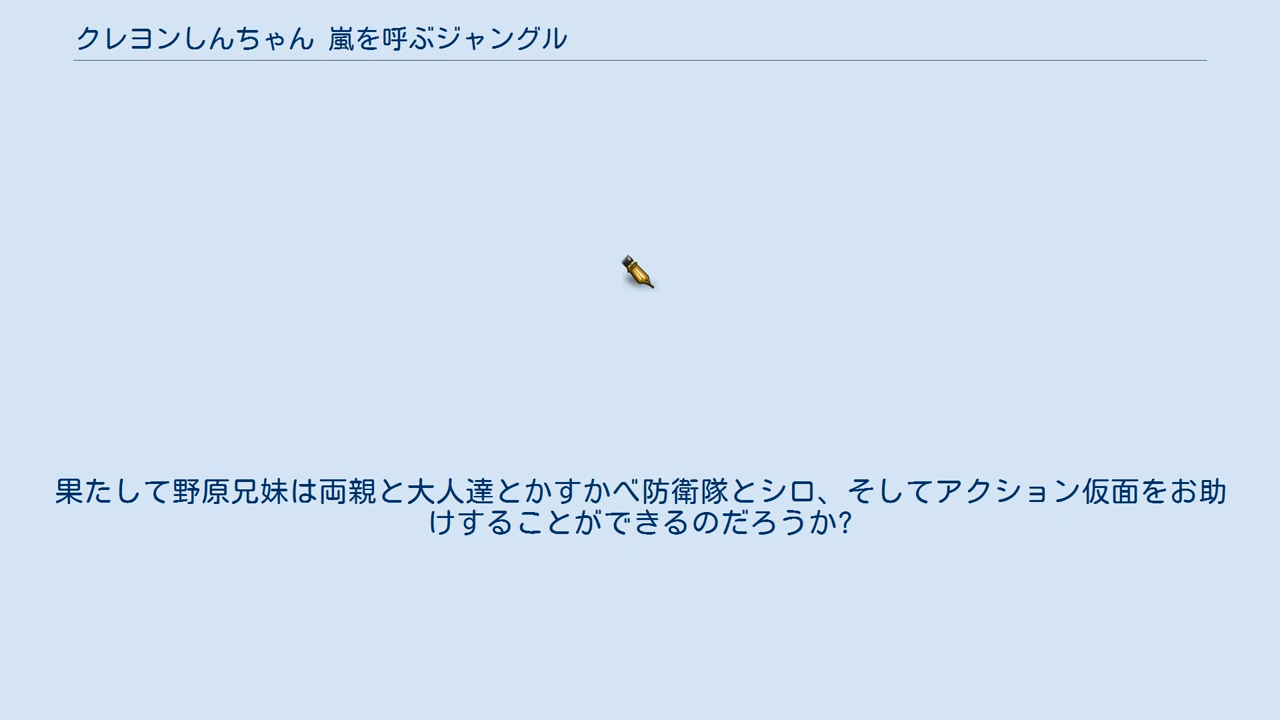 クレヨンしんちゃん 嵐を呼ぶジャングル
果たして野原兄妹は両親と大人達とかすかべ防衛隊とシロ、そしてアクション仮面をお助
けすることができるのだろうか?